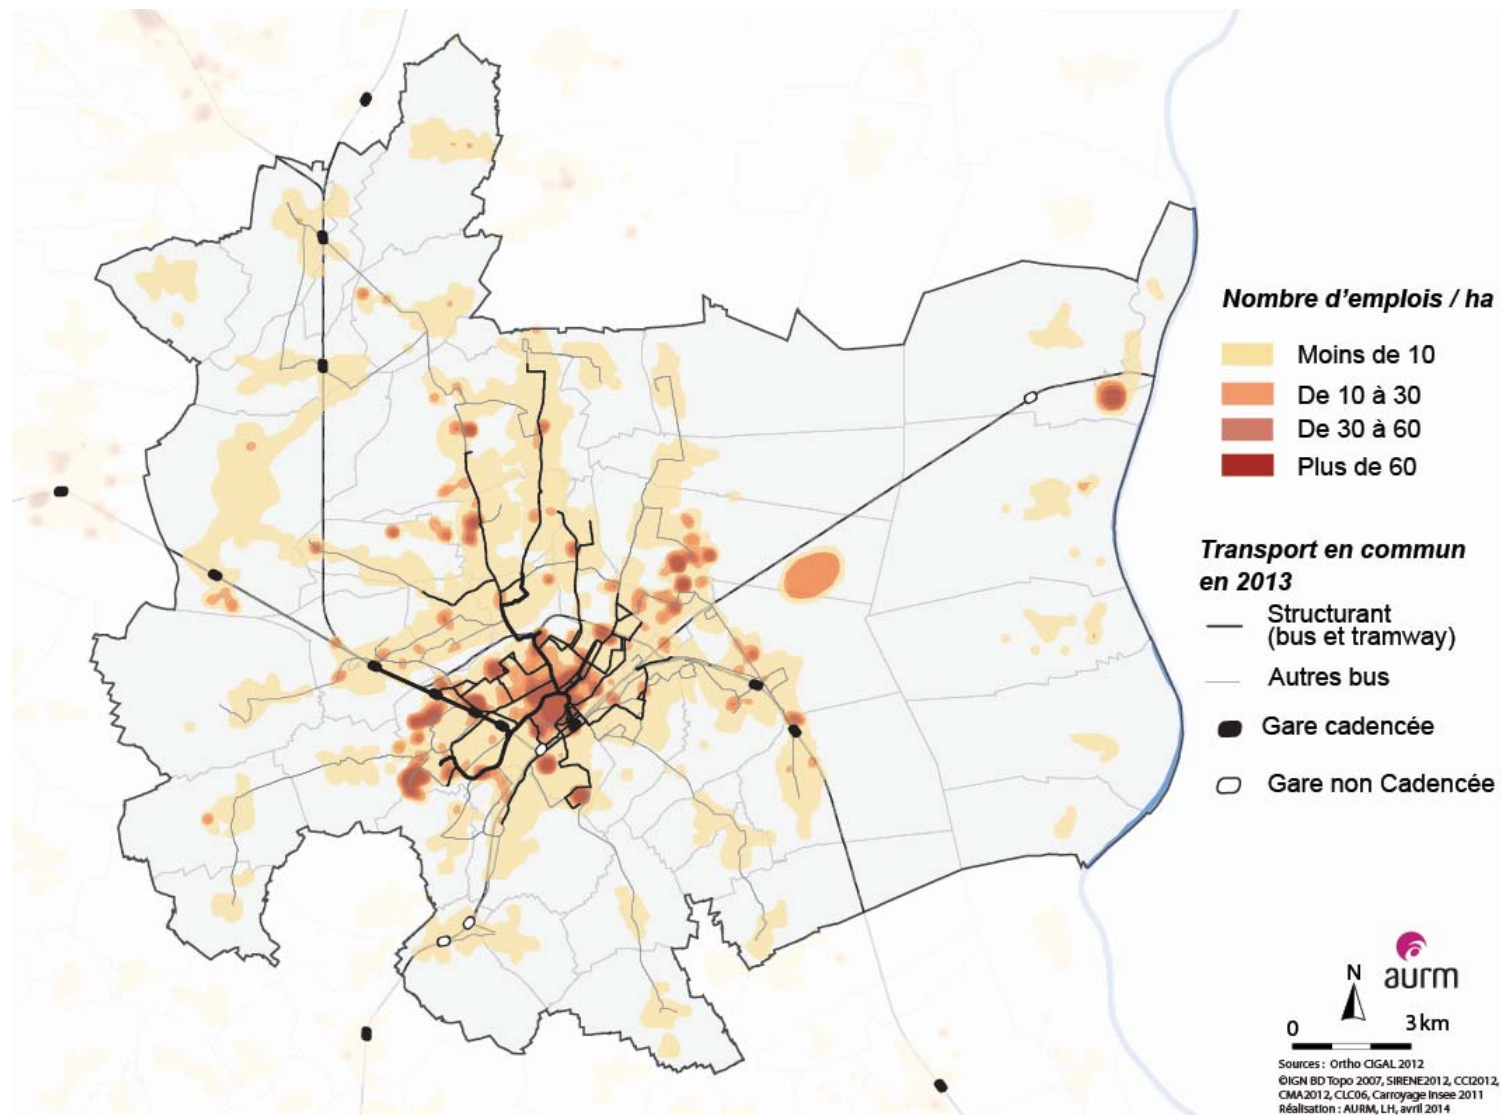 Nombre d'emplois / ha
Moins de 10
De 10 à 30
De 30 à 60
Plus de 60
Transport en commun
en 2013
Structurant
(bus et tramway)
Autres bus
Gare cadencée
Gare non Cadencée
aurm
N
0
3 km
Sources : Ortho CIGAL 2012
©IGN BD Topo 2007, SIRENE2012, CCI2012,
CMA2012, CLC06, Carroyage Insee 2011
Réalisation : AURM, LH, avril 2014